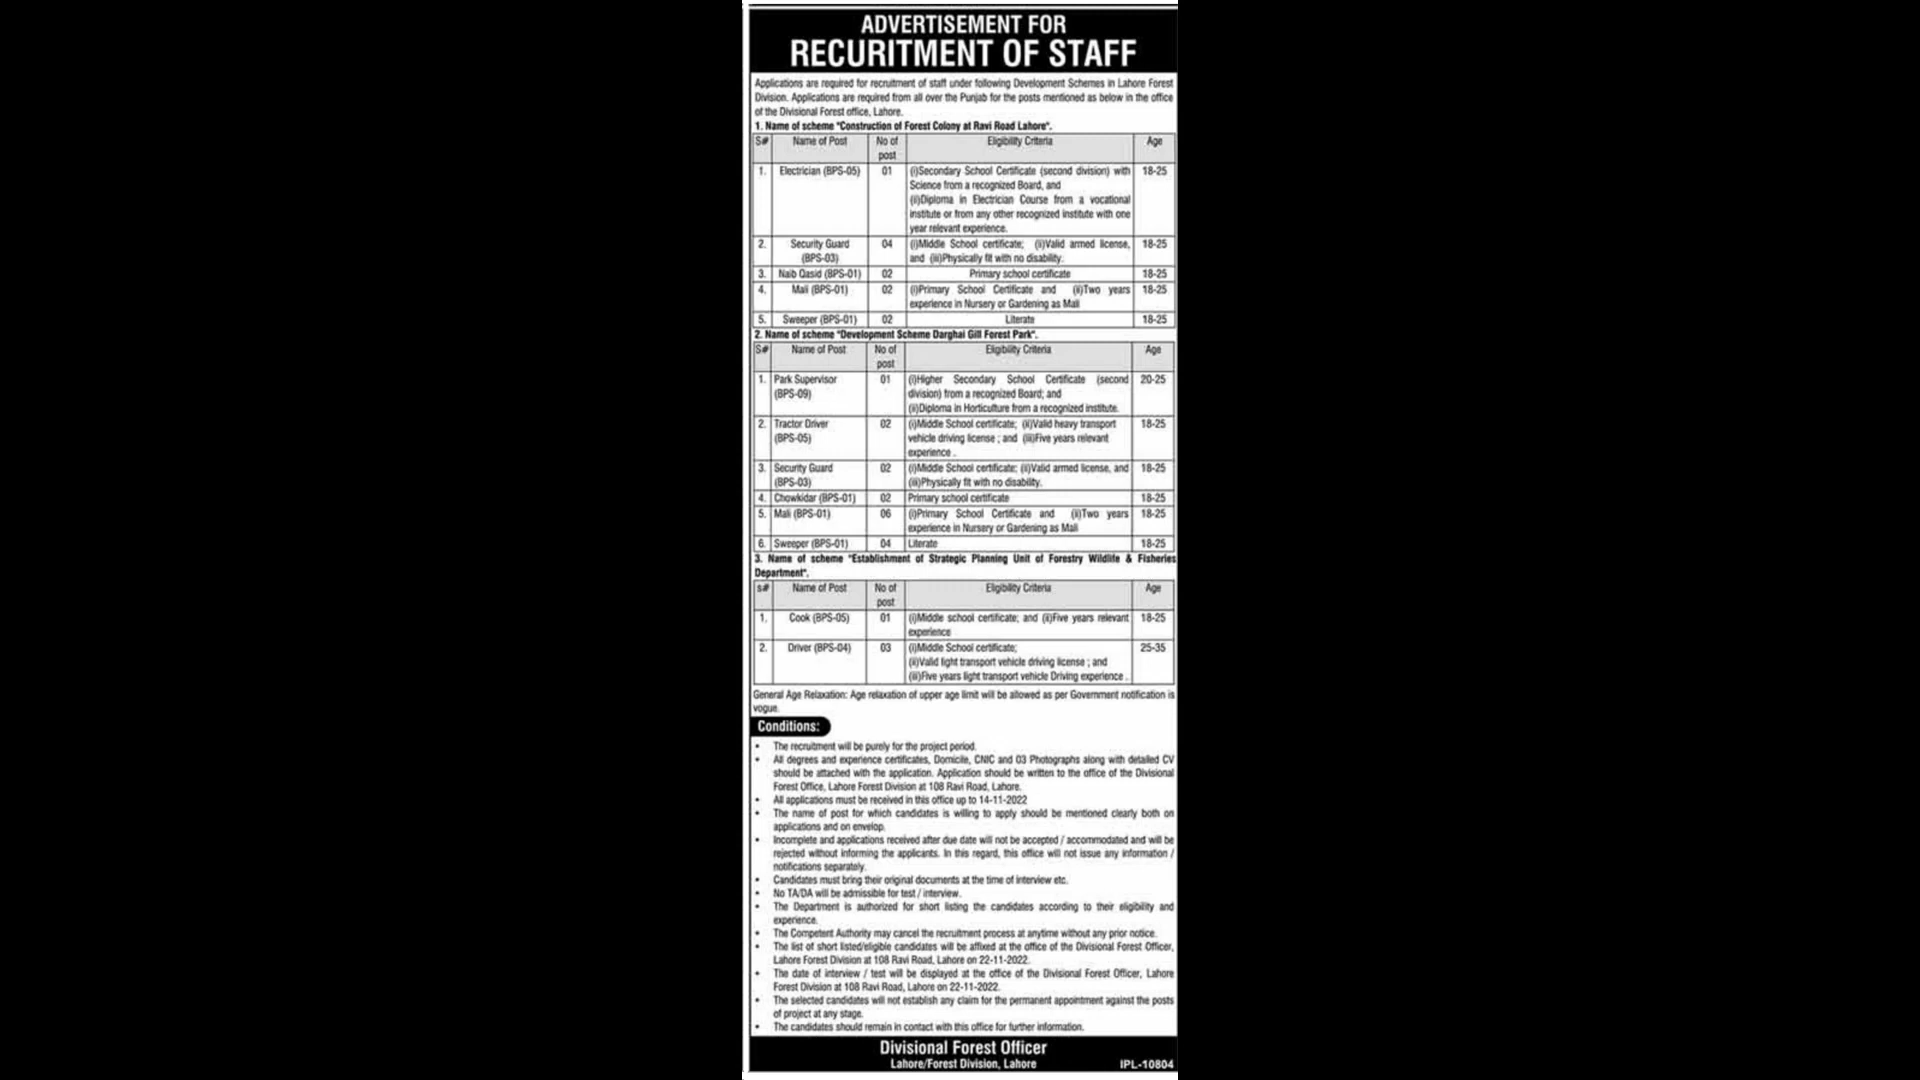 ADVERTISEMENT FOR
RECURITMENT OF STAFF
Applications are required for recruitment of staff under following Development Schemes in Lahore Forest
Division. Applications are required from all over the Punjab for the posts mentioned as below in the office
of the Divisional Forest office, Lahore.
1. Name of scheme "Construction of Forest Colony at Ravi Road Lahore".
S# Name of Post No of Eligibility Criteria Age
post
1. Electrician (BPS-05) 01 (i)Secondary School Certificate (second division) with 18-25
Science from a recognized Board, and
(ii)Diploma in Electrician Course from a vocational
institute or from any other recognized institute with one
year relevant experience.
2. Security Guard 04 (i)Middle School certificate; (ii)Valid armed license, 18-25
(BPS-03) and (iii)Physically fit with no disability.
3. Naib Qasid (BPS-01) 02 Primary school certificate 18-25
4. Mali (BPS-01) 02 (i)Primary School Certificate and (ii)Two years 18-25
experience in Nursery or Gardening as Mali
5. Sweeper (BPS-01) 02 Literate 18-25
2. Name of scheme "Development Scheme Darghai Gill Forest Park".
S# Name of Post No of Eligibility Criteria Age
post
1. Park Supervisor 01 (i)Higher Secondary School Certificate (second 20-25
(BPS-09) division) from a recognized Board; and
(ii)Diploma in Horticulture from a recognized institute.
2. Tractor Driver 02 (i)Middle School certificate; (ii)Valid heavy transport 18-25
(BPS-05) vehicle driving license ; and (iii)Five years relevant
experience .
3. Security Guard 02 (i)Middle School certificate; (ii)Valid armed license, and 18-25
(BPS-03) (iii)Physically fit with no disability.
4. Chowkidar (BPS-01) 02 Primary school certificate 18-25
5. Mali (BPS-01) 06 (i)Primary School Certificate and (ii)Two years 18-25
experience in Nursery or Gardening as Mali
6. Sweeper (BPS-01) 04 Literate 18-25
3. Name of scheme "Establishment of Strategic Planning Unit of Forestry Wildlife & Fisheries
Department".
s# Name of Post No of Eligibility Criteria Age
post
1. Cook (BPS-05) 01 (i)Middle school certificate; and (ii)Five years relevant 18-25
experience
2. Driver (BPS-04) 03 (i)Middle School certificate; 25-35
(ii)Valid light transport vehicle driving license ; and
(iii)Five years light transport vehicle Driving experience .
General Age Relaxation: Age relaxation of upper age limit will be allowed as per Government notification is
vogue.
Conditions:
• The recruitment will be purely for the project period.
• All degrees and experience certificates, Domicile, CNIC and 03 Photographs along with detailed CV
should be attached with the application. Application should be written to the office of the Divisional
Forest Office, Lahore Forest Division at 108 Ravi Road, Lahore.
• All applications must be received in this office up to 14-11-2022
• The name of post for which candidates is willing to apply should be mentioned clearly both on
applications and on envelop.
• Incomplete and applications received after due date will not be accepted / accommodated and will be
rejected without informing the applicants. In this regard, this office will not issue any information /
notifications separately.
• Candidates must bring their original documents at the time of interview etc.
• No TA/DA will be admissible for test / interview.
• The Department is authorized for short listing the candidates according to their eligibility and
experience.
• The Competent Authority may cancel the recruitment process at anytime without any prior notice.
• The list of short listed/eligible candidates will be affixed at the office of the Divisional Forest Officer,
Lahore Forest Division at 108 Ravi Road, Lahore on 22-11-2022.
• The date of interview / test will be displayed at the office of the Divisional Forest Officer, Lahore
Forest Division at 108 Ravi Road, Lahore on 22-11-2022.
• The selected candidates will not establish any claim for the permanent appointment against the posts
of project at any stage.
• The candidates should remain in contact with this office for further information.
Divisional Forest Officer
Lahore/Forest Division, Lahore IPL-10804